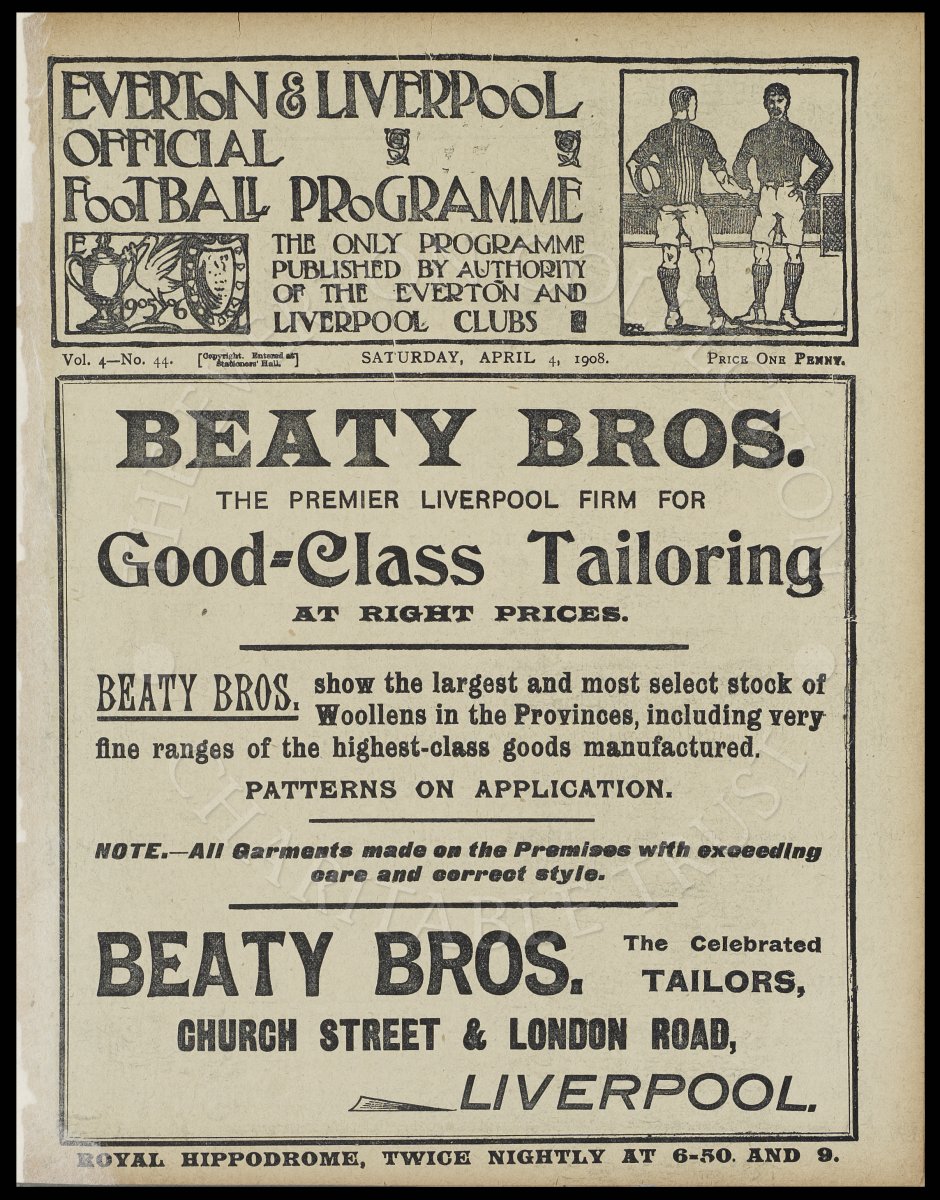 EVERTON & LIVERPOOL
OFFICIAL
FOOTBALL PROGRAMME
THE ONLY PROGRAMME
PUBLISHED BY AUTHORITY
OF THE EVERTON AND
LIVERPOOL CLUBS
1905 6
Vol. 4—No. 44.
[Copyright. Entered at
Stationers' Hall.]
SATURDAY, APRIL 4, 1908.
PRICE ONE PENNY.
BEATY BROS.
THE PREMIER LIVERPOOL FIRM FOR
Good-Class Tailoring
AT RIGHT PRICES.
BEATY BROS. show the largest and most select stock of
Woollens in the Provinces, including very
fine ranges of the highest-class goods manufactured.
PATTERNS ON APPLICATION.
NOTE.—All Garments made on the Premises with exceeding
care and correct style.
BEATY BROS. The Celebrated
TAILORS,
CHURCH STREET & LONDON ROAD,
LIVERPOOL.
ROYAL HIPPODROME, TWICE NIGHTLY AT 6-50. AND 9.
CHARITABLE TRUST